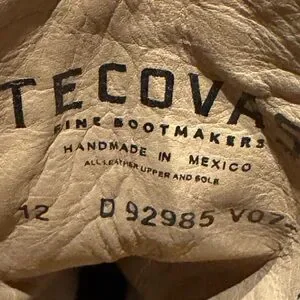 TECOVAS
FINE BOOTMAKERS
HANDMADE IN MEXICO
ALL LEATHER UPPER AND SOLE
12 D 92985 V07